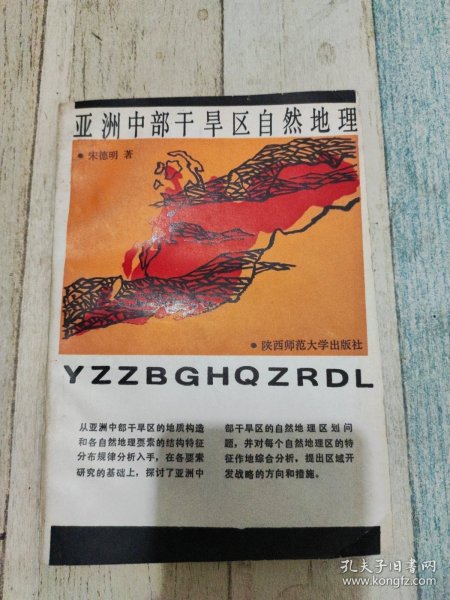 亚洲中部干旱区自然地理
• 宋德明 著
• 陕西师范大学出版社
YZZBGHQZRDL
从亚洲中部干旱区的地质构造
和各自然地理要素的结构特征
分布规律分析入手，在各要素
研究的基础上，探讨了亚洲中
部干旱区的自然地理区划问
题，并对每个自然地理区的特
征作地综合分析，提出区域开
发战略的方向和措施。
孔夫子旧书网
www.kongfz.com